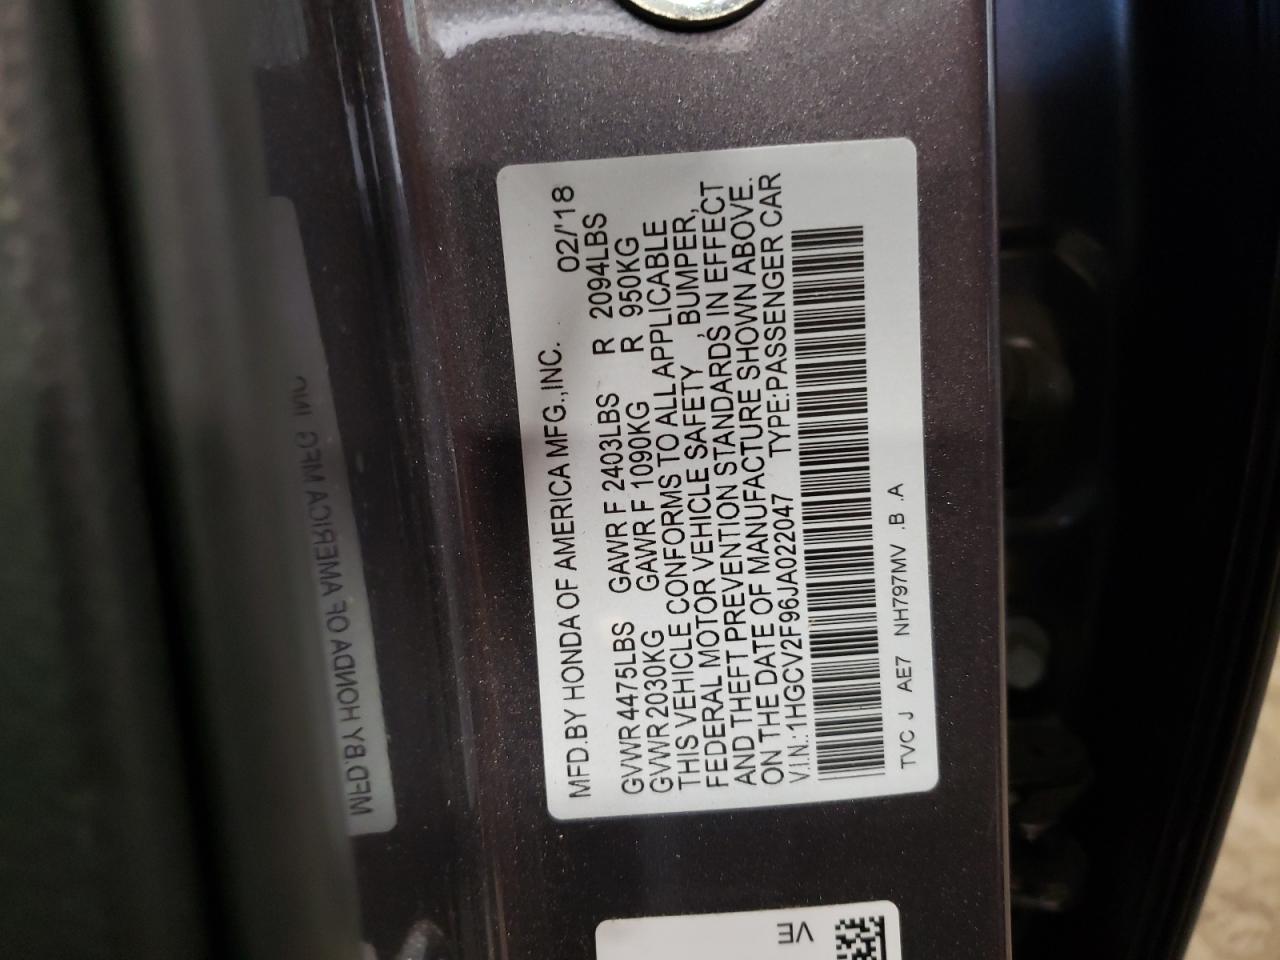 MFD.BY HONDA OF AMERICA MFG.,INC. 02/'18
GVWR 4475LBS GAWR F 2403LBS R 2094LBS
GVWR 2030KG GAWR F 1090KG R 950KG
THIS VEHICLE CONFORMS TO ALL APPLICABLE
FEDERAL MOTOR VEHICLE SAFETY , BUMPER,
AND THEFT PREVENTION STANDARDS IN EFFECT
ON THE DATE OF MANUFACTURE SHOWN ABOVE.
V.I.N.:1HGCV2F96JA022047 TYPE:PASSENGER CAR
TVC J AE7 NH797MV .B .A
MFD.BY HONDA OF AMERICA MFG
VE